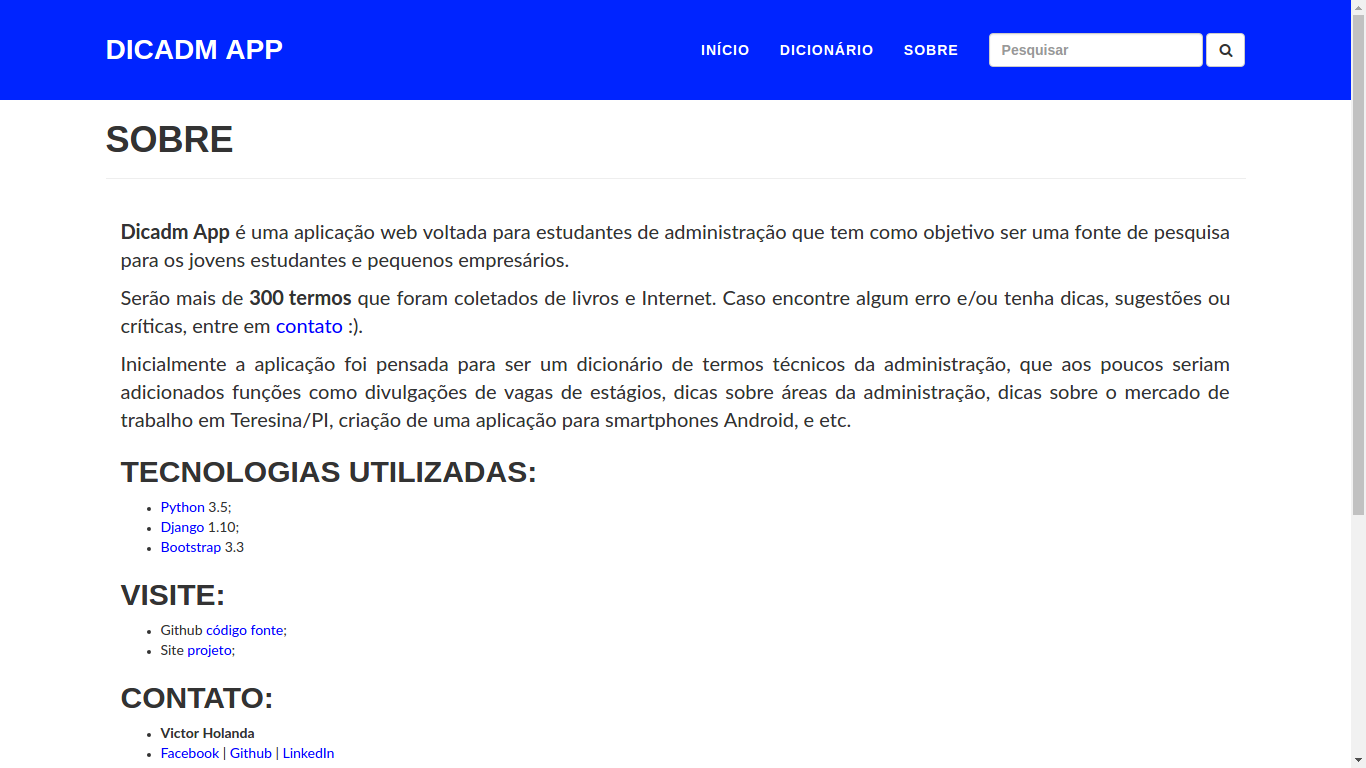 DICADM APP
INÍCIO DICIONÁRIO SOBRE Pesquisar
SOBRE
Dicadm App é uma aplicação web voltada para estudantes de administração que tem como objetivo ser uma fonte de pesquisa
para os jovens estudantes e pequenos empresários.
Serão mais de 300 termos que foram coletados de livros e Internet. Caso encontre algum erro e/ou tenha dicas, sugestões ou
críticas, entre em contato :).
Inicialmente a aplicação foi pensada para ser um dicionário de termos técnicos da administração, que aos poucos seriam
adicionados funções como divulgações de vagas de estágios, dicas sobre áreas da administração, dicas sobre o mercado de
trabalho em Teresina/PI, criação de uma aplicação para smartphones Android, e etc.
TECNOLOGIAS UTILIZADAS:
• Python 3.5;
• Django 1.10;
• Bootstrap 3.3
VISITE:
• Github código fonte;
• Site projeto;
CONTATO:
• Victor Holanda
• Facebook | Github | LinkedIn